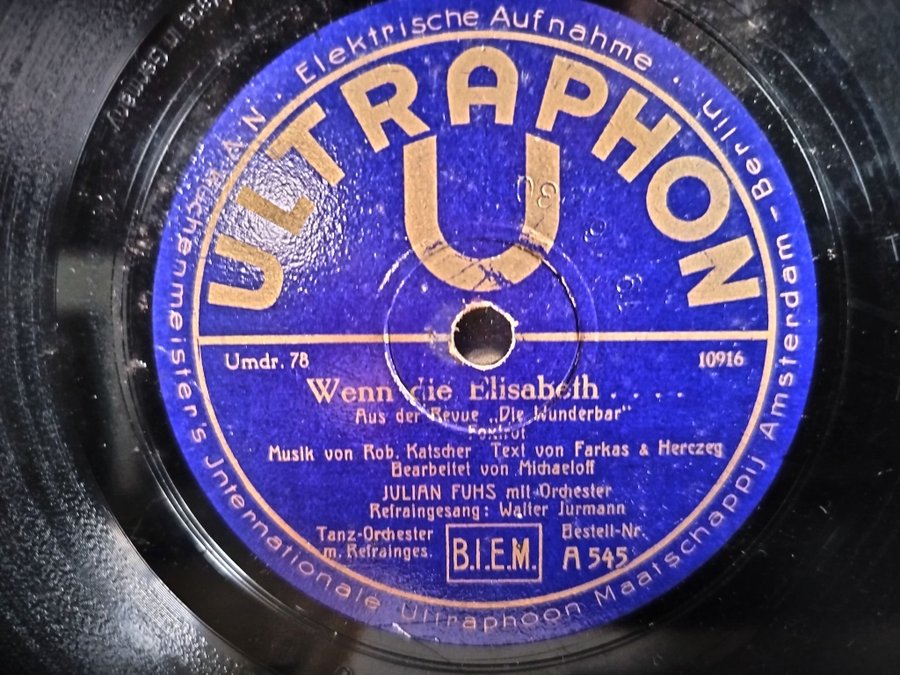 Elektrische Aufnahme
ULTRAPHON
U
Umdr. 78
10916
Wenn die Elisabeth . . . .
Aus der Revue „Die Wunderbar"
Foxtrot
Musik von Rob. Katscher Text von Farkas & Herczeg
Bearbeitet von Michaeloff
JULIAN FUHS mit Orchester
Refraingesang: Walter Jurmann
Tanz-Orchester
m. Refrainges.
B.I.E.M.
Bestell-Nr.
A 545
Küchenmeister's Jnternationale Ultraphoon Maatschappij Amsterdam - Berlin